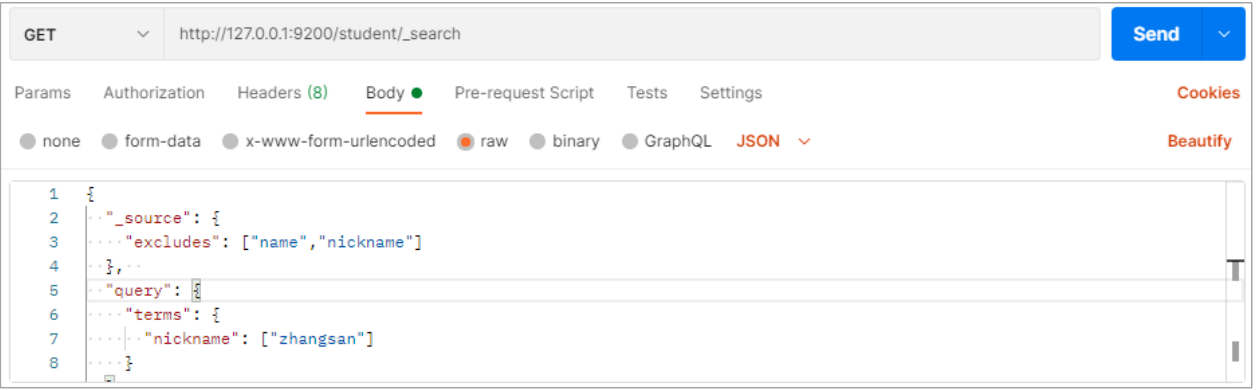 GET http://127.0.0.1:9200/student/_search Send
Params Authorization Headers (8) Body Pre-request Script Tests Settings Cookies
none form-data x-www-form-urlencoded raw binary GraphQL JSON Beautify
1 {
2 "_source": {
3 "excludes": ["name","nickname"]
4 },
5 "query": {
6 "terms": {
7 "nickname": ["zhangsan"]
8 }